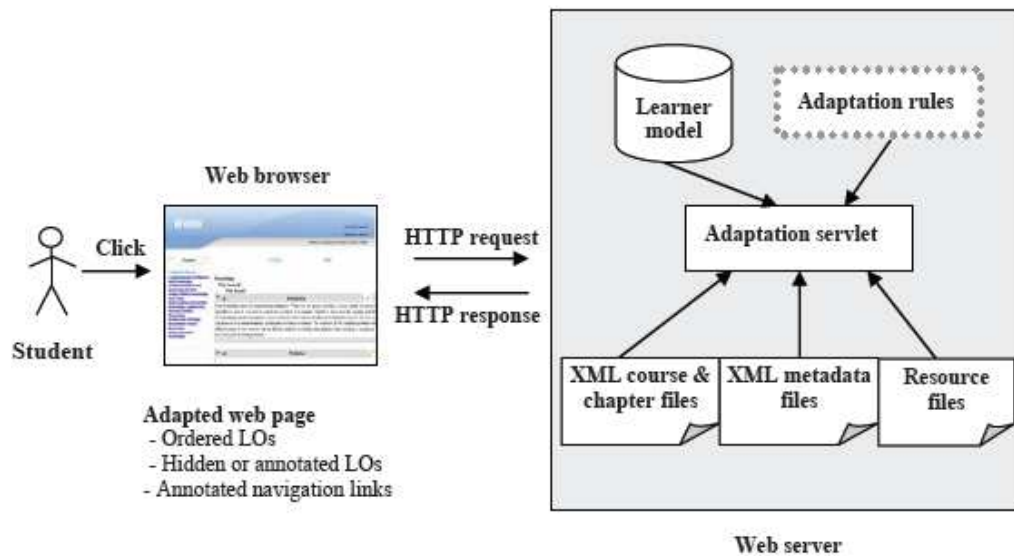 Learner
model
Adaptation rules
Web browser
Click
HTTP request
HTTP response
Adaptation servlet
Student
XML course &
chapter files
XML metadata
files
Resource
files
Adapted web page
- Ordered LOs
- Hidden or annotated LOs
- Annotated navigation links
Web server